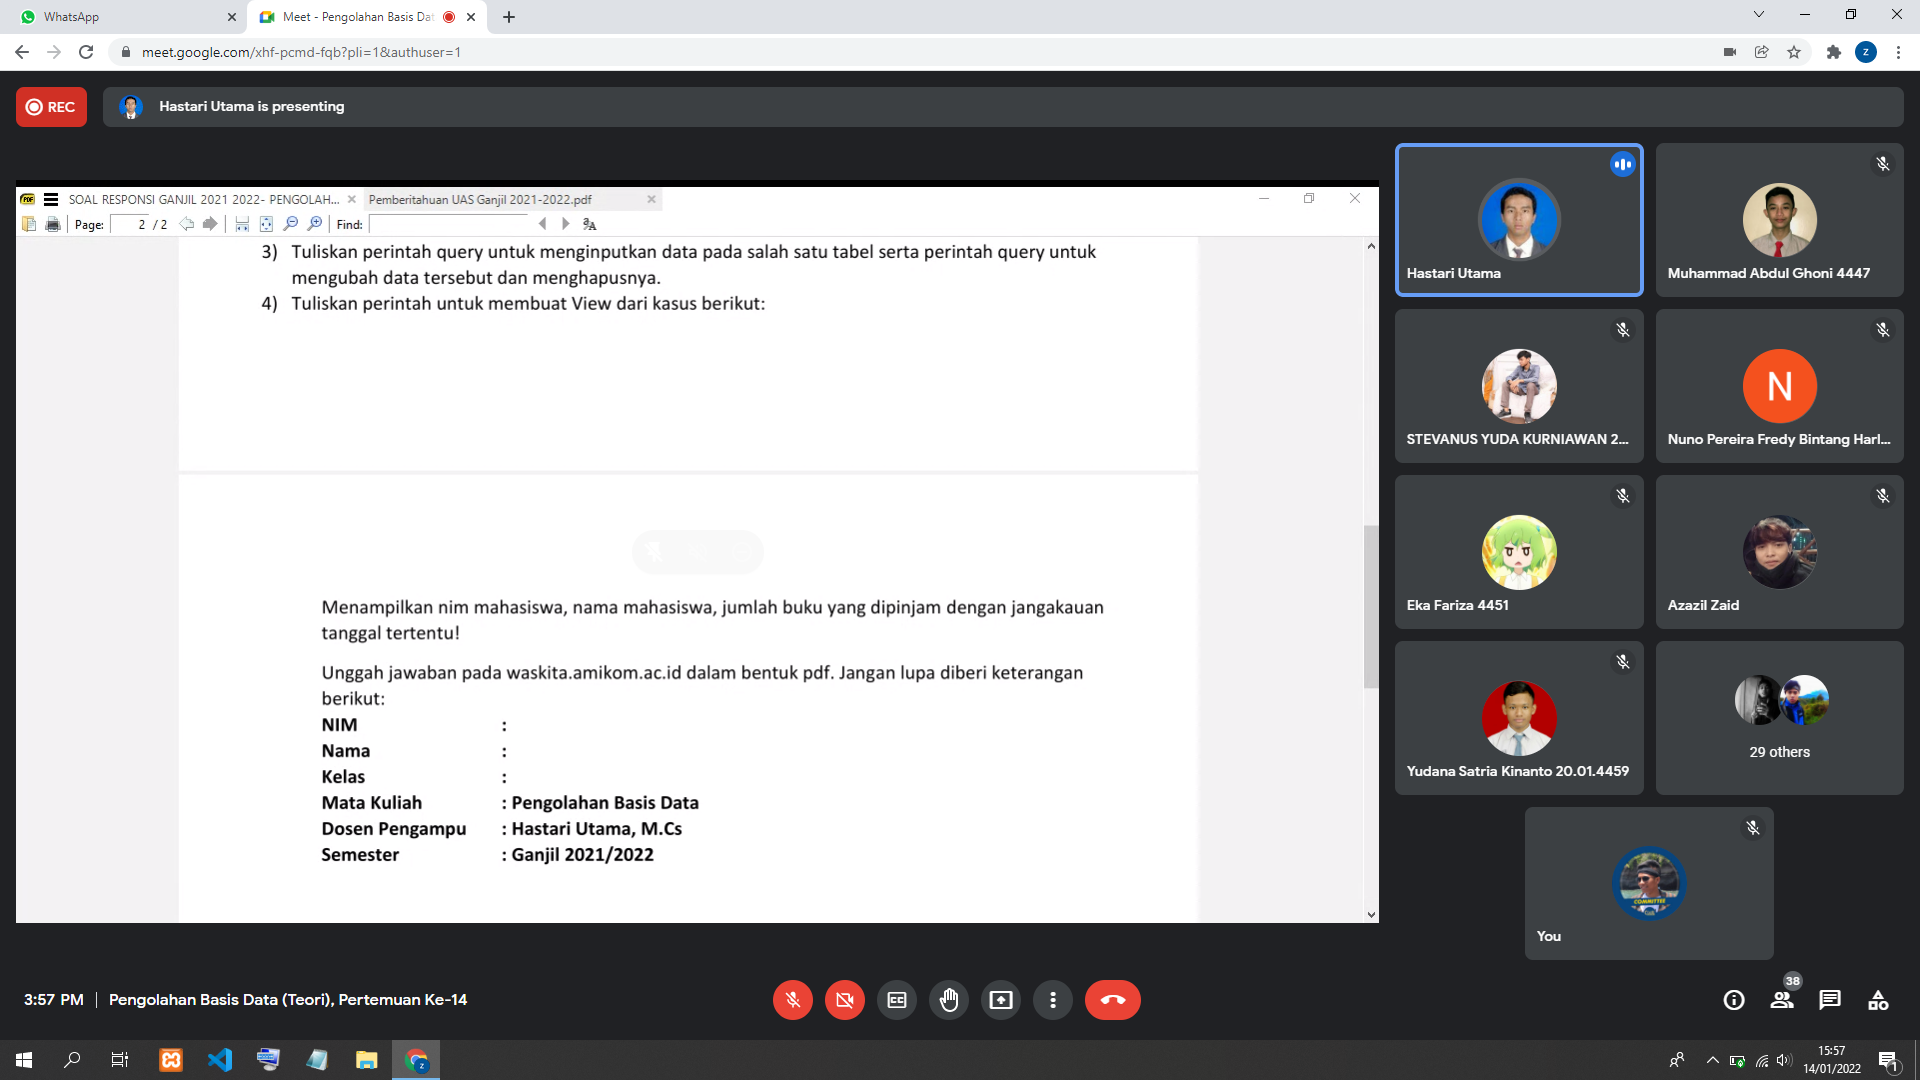 WhatsApp
Meet - Pengolahan Basis Dat
meet.google.com/xhf-pcmd-fqb?pli=1&authuser=1
z
REC
Hastari Utama is presenting
SOAL RESPONSI GANJIL 2021 2022- PENGOLAH...
Pemberitahuan UAS Ganjil 2021-2022.pdf
Page: 2 / 2
Find:
3) Tuliskan perintah query untuk menginputkan data pada salah satu tabel serta perintah query untuk
mengubah data tersebut dan menghapusnya.
4) Tuliskan perintah untuk membuat View dari kasus berikut:
Menampilkan nim mahasiswa, nama mahasiswa, jumlah buku yang dipinjam dengan jangakauan
tanggal tertentu!
Unggah jawaban pada waskita.amikom.ac.id dalam bentuk pdf. Jangan lupa diberi keterangan
berikut:
NIM :
Nama :
Kelas :
Mata Kuliah : Pengolahan Basis Data
Dosen Pengampu : Hastari Utama, M.Cs
Semester : Ganjil 2021/2022
Hastari Utama
Muhammad Abdul Ghoni 4447
STEVANUS YUDA KURNIAWAN 2...
N
Nuno Pereira Fredy Bintang Harl...
Eka Fariza 4451
Azazil Zaid
Yudana Satria Kinanto 20.01.4459
29 others
COMMITTEE
You
3:57 PM | Pengolahan Basis Data (Teori), Pertemuan Ke-14
38
15:57
14/01/2022
1